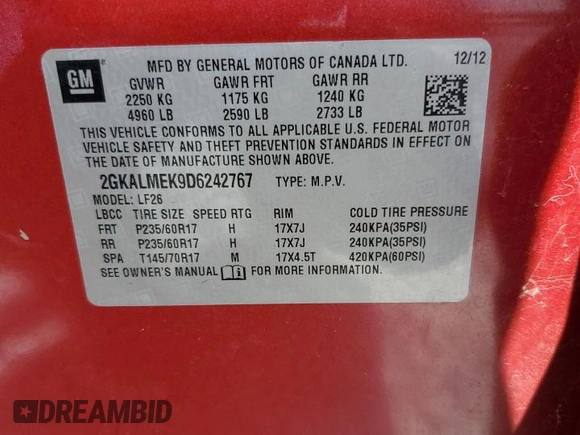 GM
MFD BY GENERAL MOTORS OF CANADA LTD. 12/12
GVWR GAWR FRT GAWR RR
2250 KG 1175 KG 1240 KG
4960 LB 2590 LB 2733 LB
THIS VEHICLE CONFORMS TO ALL APPLICABLE U.S. FEDERAL MOTOR
VEHICLE SAFETY AND THEFT PREVENTION STANDARDS IN EFFECT ON
THE DATE OF MANUFACTURE SHOWN ABOVE.
2GKALMEK9D6242767 TYPE: M.P.V.
MODEL: LF26
LBCC TIRE SIZE SPEED RTG RIM COLD TIRE PRESSURE
FRT P235/60R17 H 17X7J 240KPA(35PSI)
RR P235/60R17 H 17X7J 240KPA(35PSI)
SPA T145/70R17 M 17X4.5T 420KPA(60PSI)
SEE OWNER'S MANUAL FOR MORE INFORMATION.
DREAMBID